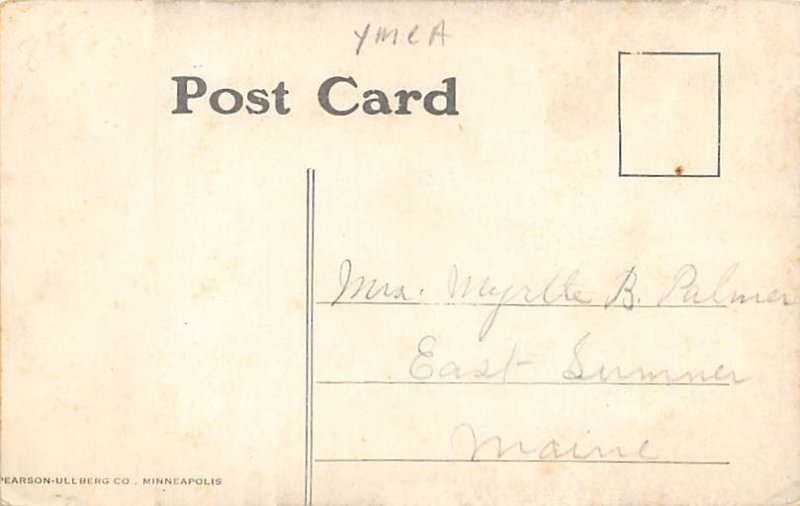 YMCA
Post Card
Mrs. Myrtle B. Palmer
East Sumner
Maine
PEARSON-ULLBERG CO., MINNEAPOLIS